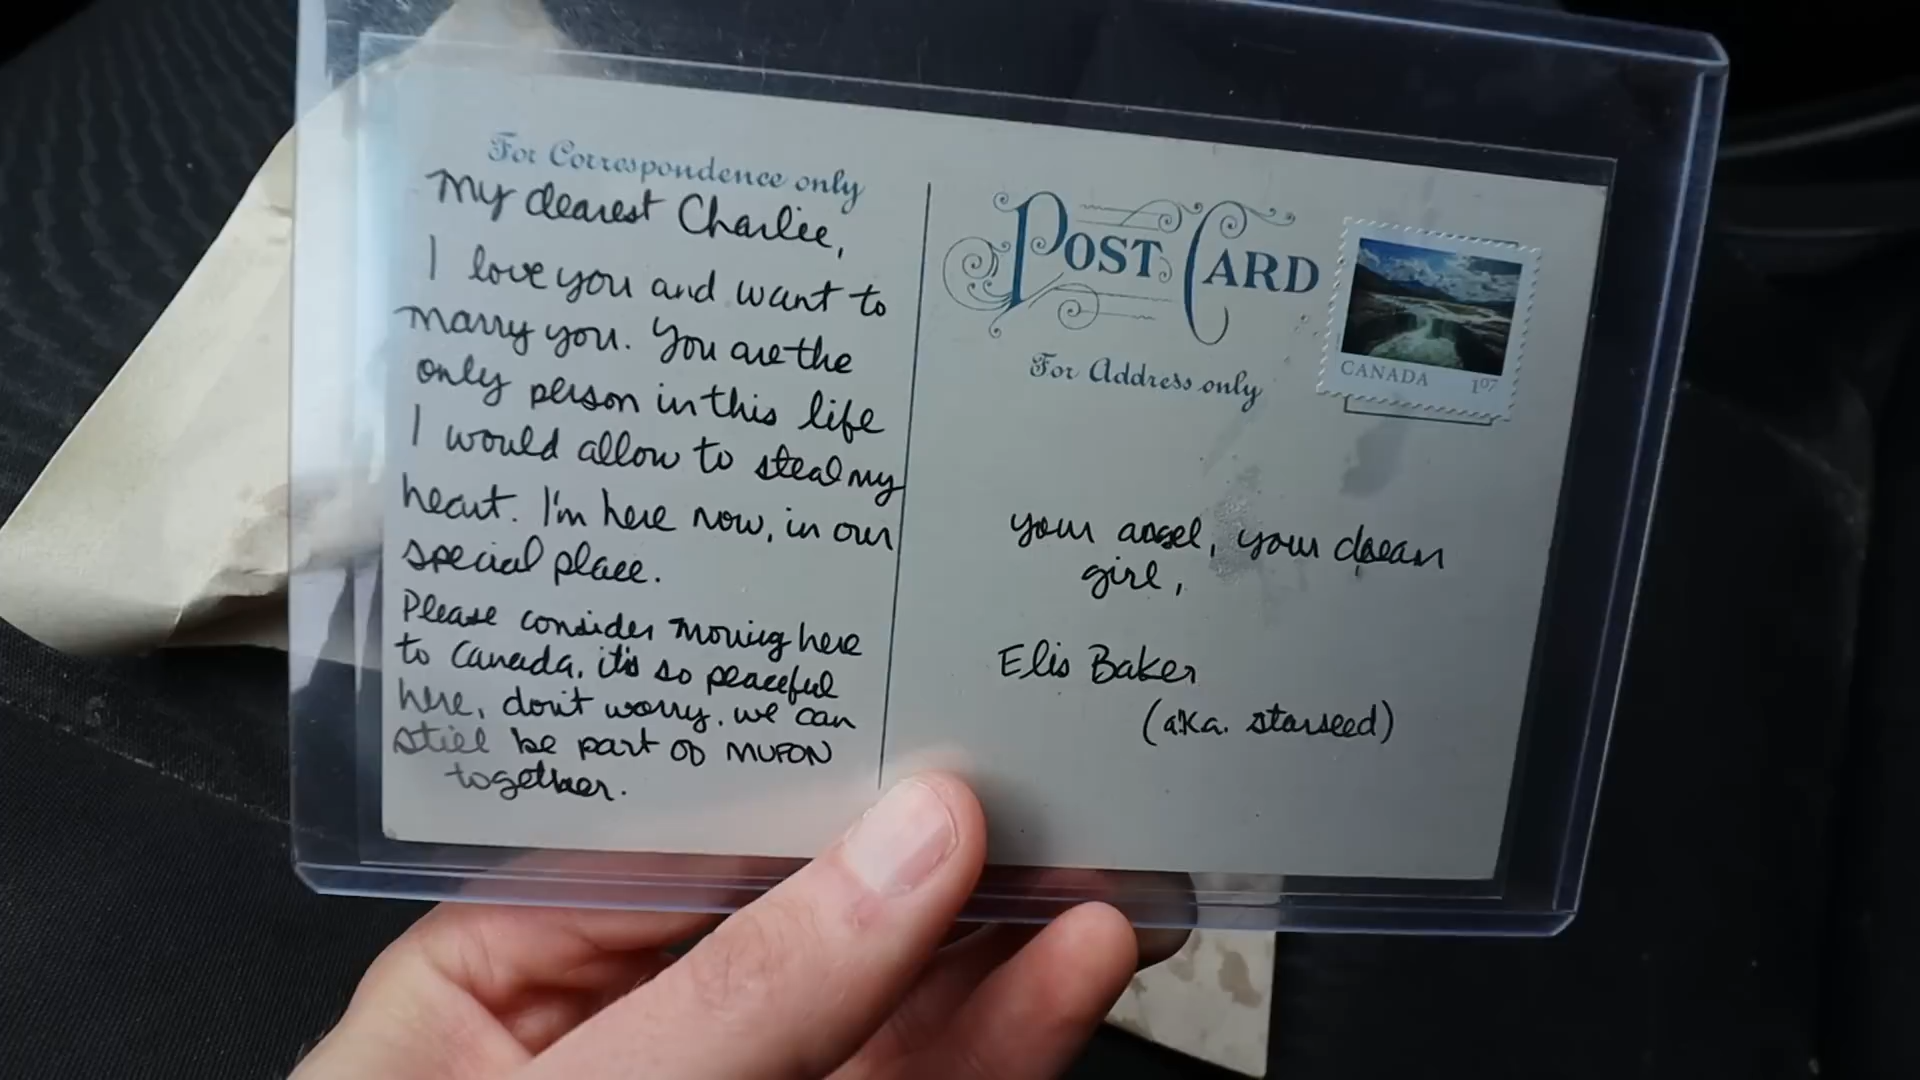 For Correspondence only
My dearest Charlie,
I love you and want to
marry you. You are the
only person in this life
I would allow to steal my
heart. I'm here now, in our
special place.
Please consider moving here
to Canada, it's so peaceful
here, don't worry, we can
still be part of MUFON
together.
POST CARD
For Address only
CANADA 107
your angel, your dream
girl,
Elis Baker
(a.k.a. starseed)